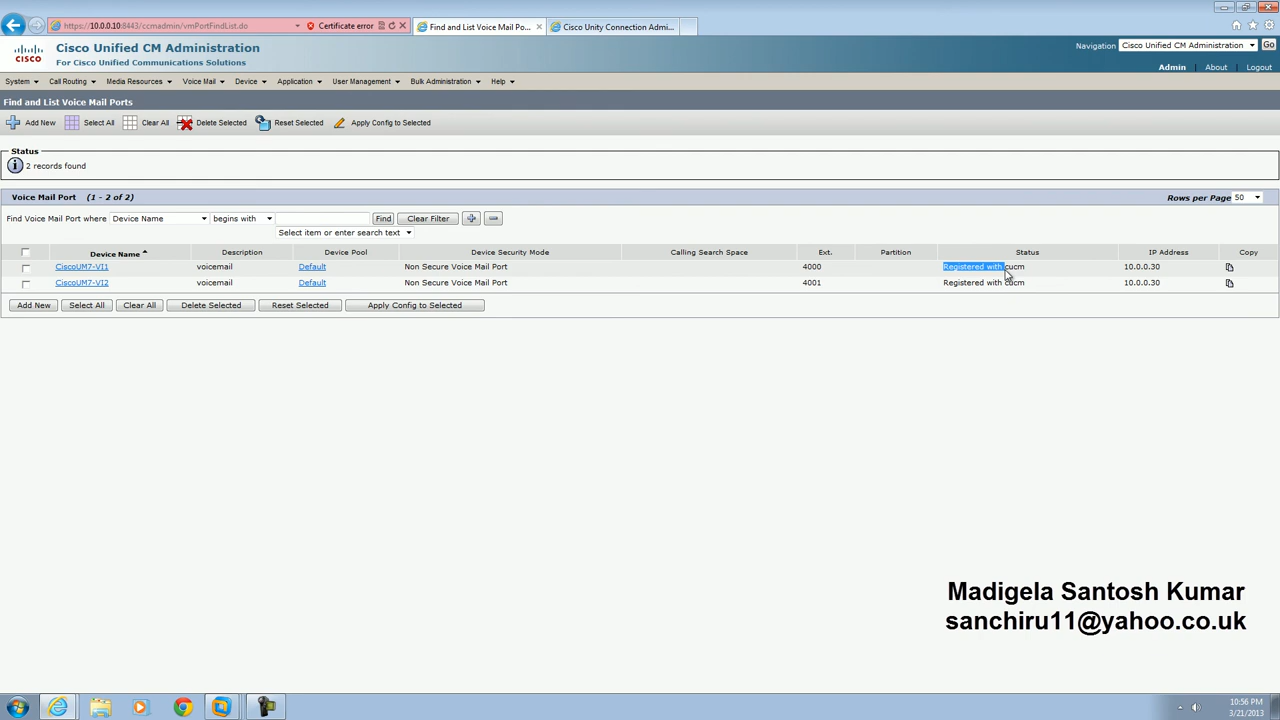 https://10.0.0.10:8443/ccmadmin/vmPortFindList.do Certificate error Find and List Voice Mail Po... Cisco Unity Connection Admi...
Cisco Unified CM Administration Navigation Cisco Unified CM Administration Go
CISCO For Cisco Unified Communications Solutions Admin About Logout
System Call Routing Media Resources Voice Mail Device Application User Management Bulk Administration Help
Find and List Voice Mail Ports
Add New Select All Clear All Delete Selected Reset Selected Apply Config to Selected
Status
2 records found
Voice Mail Port (1 - 2 of 2) Rows per Page 50
Find Voice Mail Port where Device Name begins with Find Clear Filter
Select item or enter search text
Device Name Description Device Pool Device Security Mode Calling Search Space Ext. Partition Status IP Address Copy
CiscoUM7-VI1 voicemail Default Non Secure Voice Mail Port 4000 Registered with cucm 10.0.0.30
CiscoUM7-VI2 voicemail Default Non Secure Voice Mail Port 4001 Registered with cucm 10.0.0.30
Add New Select All Clear All Delete Selected Reset Selected Apply Config to Selected
Madigela Santosh Kumar
sanchiru11@yahoo.co.uk
10:56 PM
3/21/2013